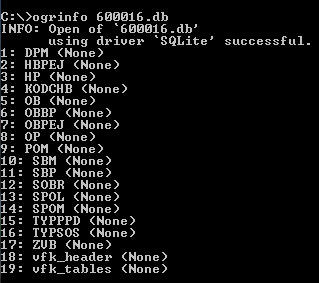 C:\>ogrinfo 600016.db
INFO: Open of `600016.db'
using driver `SQLite' successful.
1: DPM (None)
2: HBPEJ (None)
3: HP (None)
4: KODCHB (None)
5: OB (None)
6: OBBP (None)
7: OBPEJ (None)
8: OP (None)
9: POM (None)
10: SBM (None)
11: SBP (None)
12: SOBR (None)
13: SPOL (None)
14: SPOM (None)
15: TYPPPD (None)
16: TYPSOS (None)
17: ZVB (None)
18: vfk_header (None)
19: vfk_tables (None)